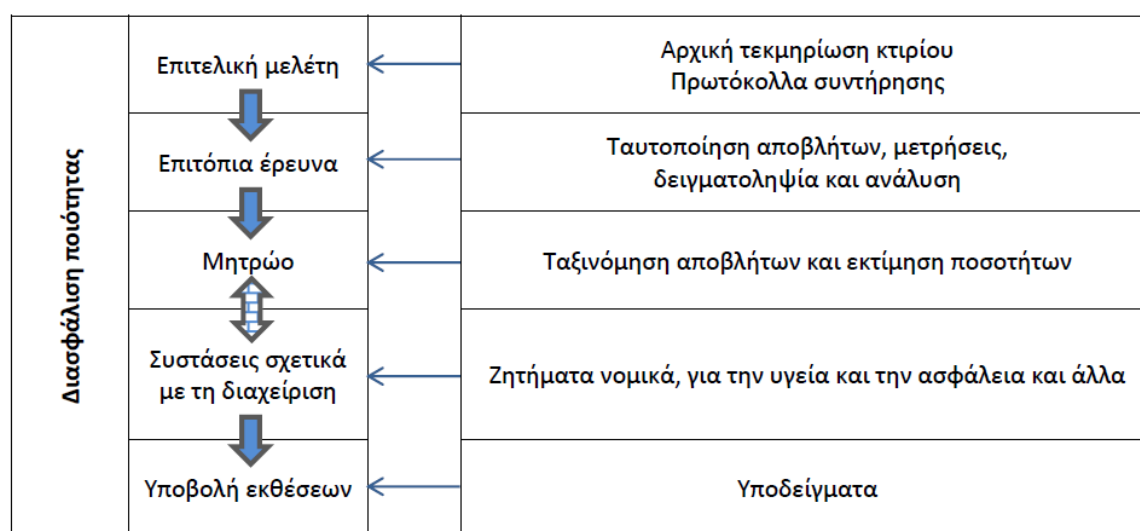 Διασφάλιση ποιότητας
Επιτελική μελέτη
Αρχική τεκμηρίωση κτιρίου
Πρωτόκολλα συντήρησης
Επιτόπια έρευνα
Ταυτοποίηση αποβλήτων, μετρήσεις,
δειγματοληψία και ανάλυση
Μητρώο
Ταξινόμηση αποβλήτων και εκτίμηση ποσοτήτων
Συστάσεις σχετικά
με τη διαχείριση
Ζητήματα νομικά, για την υγεία και την ασφάλεια και άλλα
Υποβολή εκθέσεων
Υποδείγματα